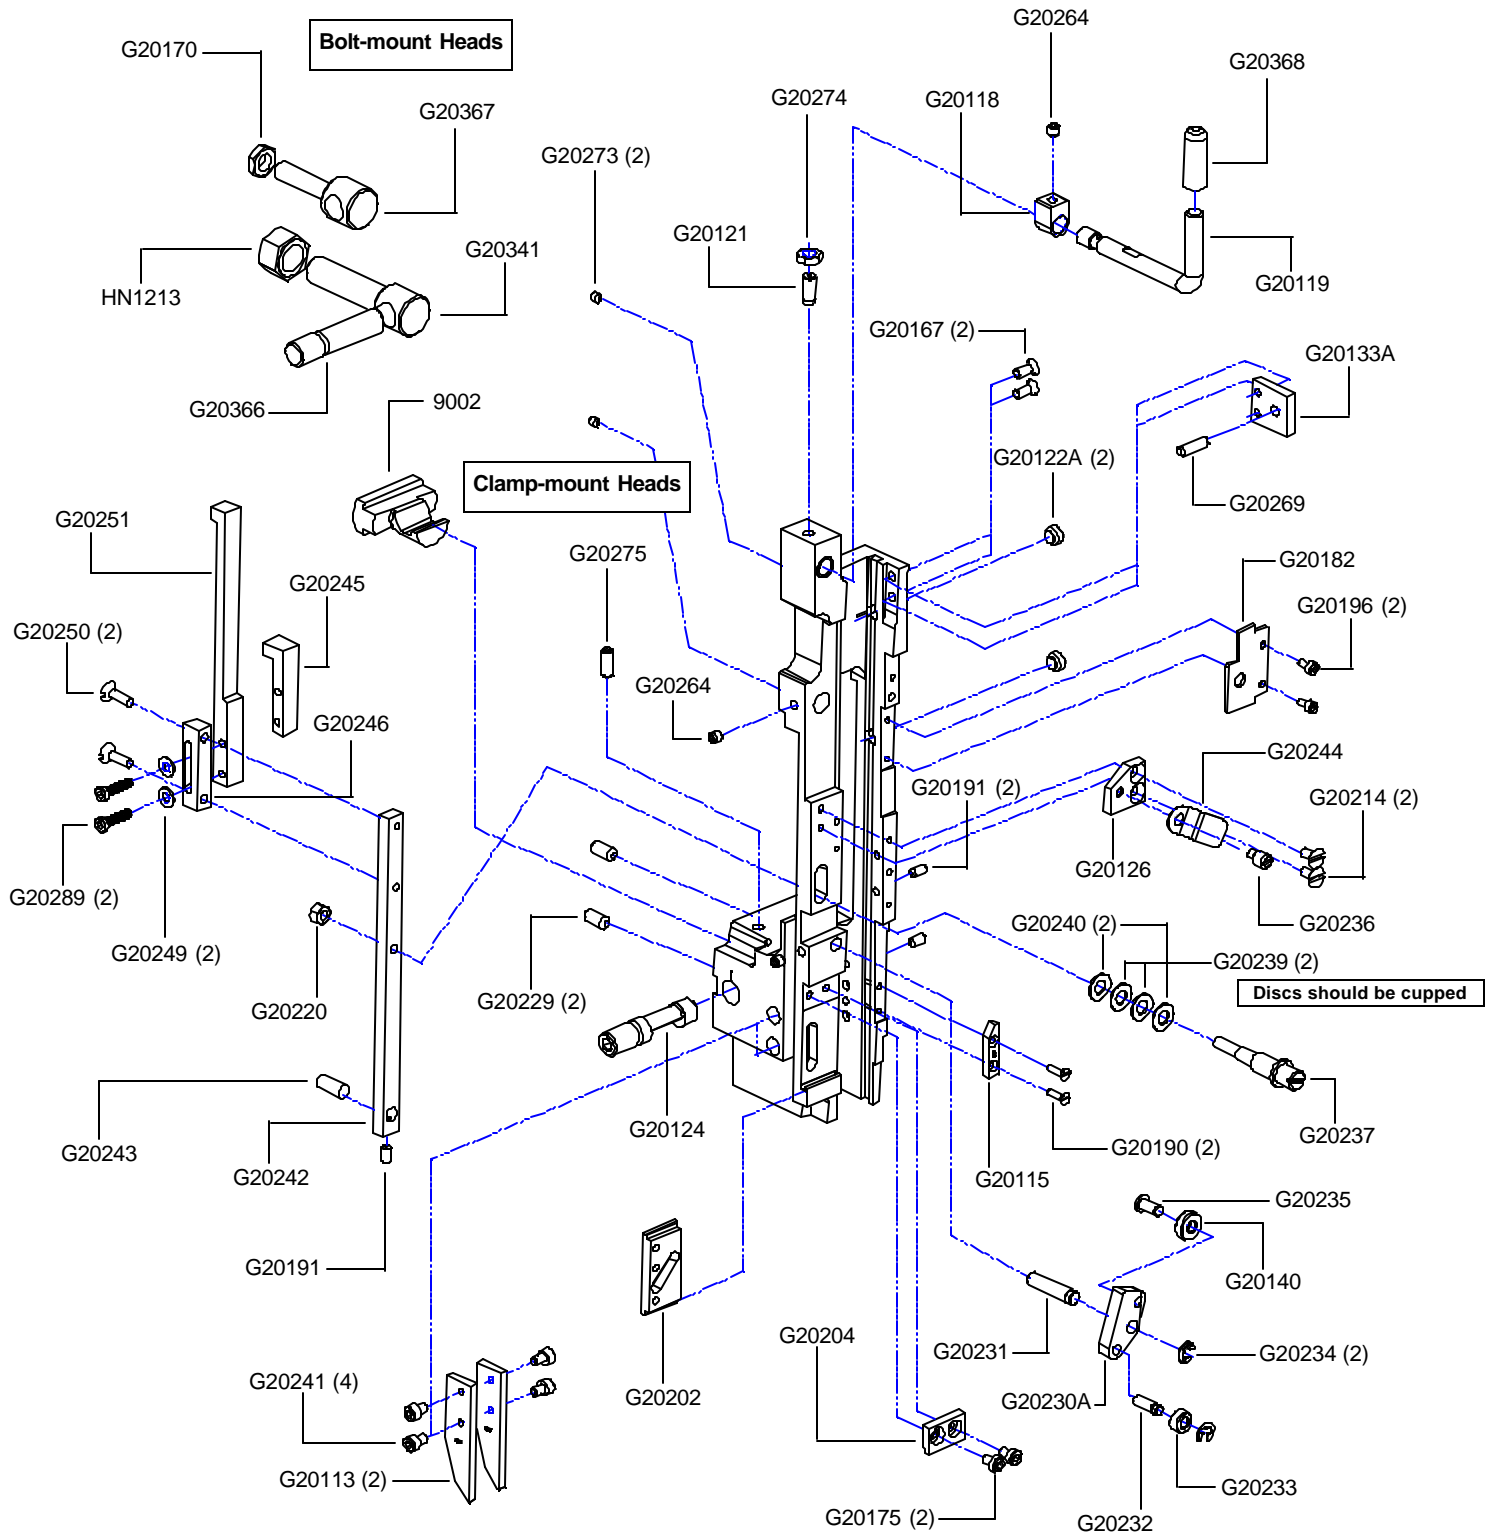 G20264
Bolt-mount Heads
G20170
G20368
G20274
G20118
G20367
G20273 (2)
G20121
G20341
HN1213
G20119
G20167 (2)
G20133A
G20366
9002
G20122A (2)
Clamp-mount Heads
G20269
G20251
G20275
G20182
G20245
G20196 (2)
G20250 (2)
G20264
G20246
G20244
G20191 (2)
G20214 (2)
G20126
G20289 (2)
G20236
G20240 (2)
G20249 (2)
G20239 (2)
G20229 (2)
G20220
Discs should be cupped
G20124
G20237
G20243
G20190 (2)
G20242
G20115
G20235
G20191
G20140
G20204
G20231
G20234 (2)
G20241 (4)
G20202
G20230A
G20113 (2)
G20233
G20175 (2)
G20232